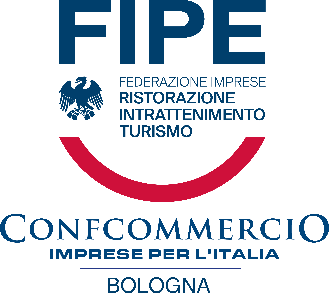 FIPE
FEDERAZIONE IMPRESE
RISTORAZIONE
INTRATTENIMENTO
TURISMO
CONFCOMMERCIO
IMPRESE PER L'ITALIA
BOLOGNA